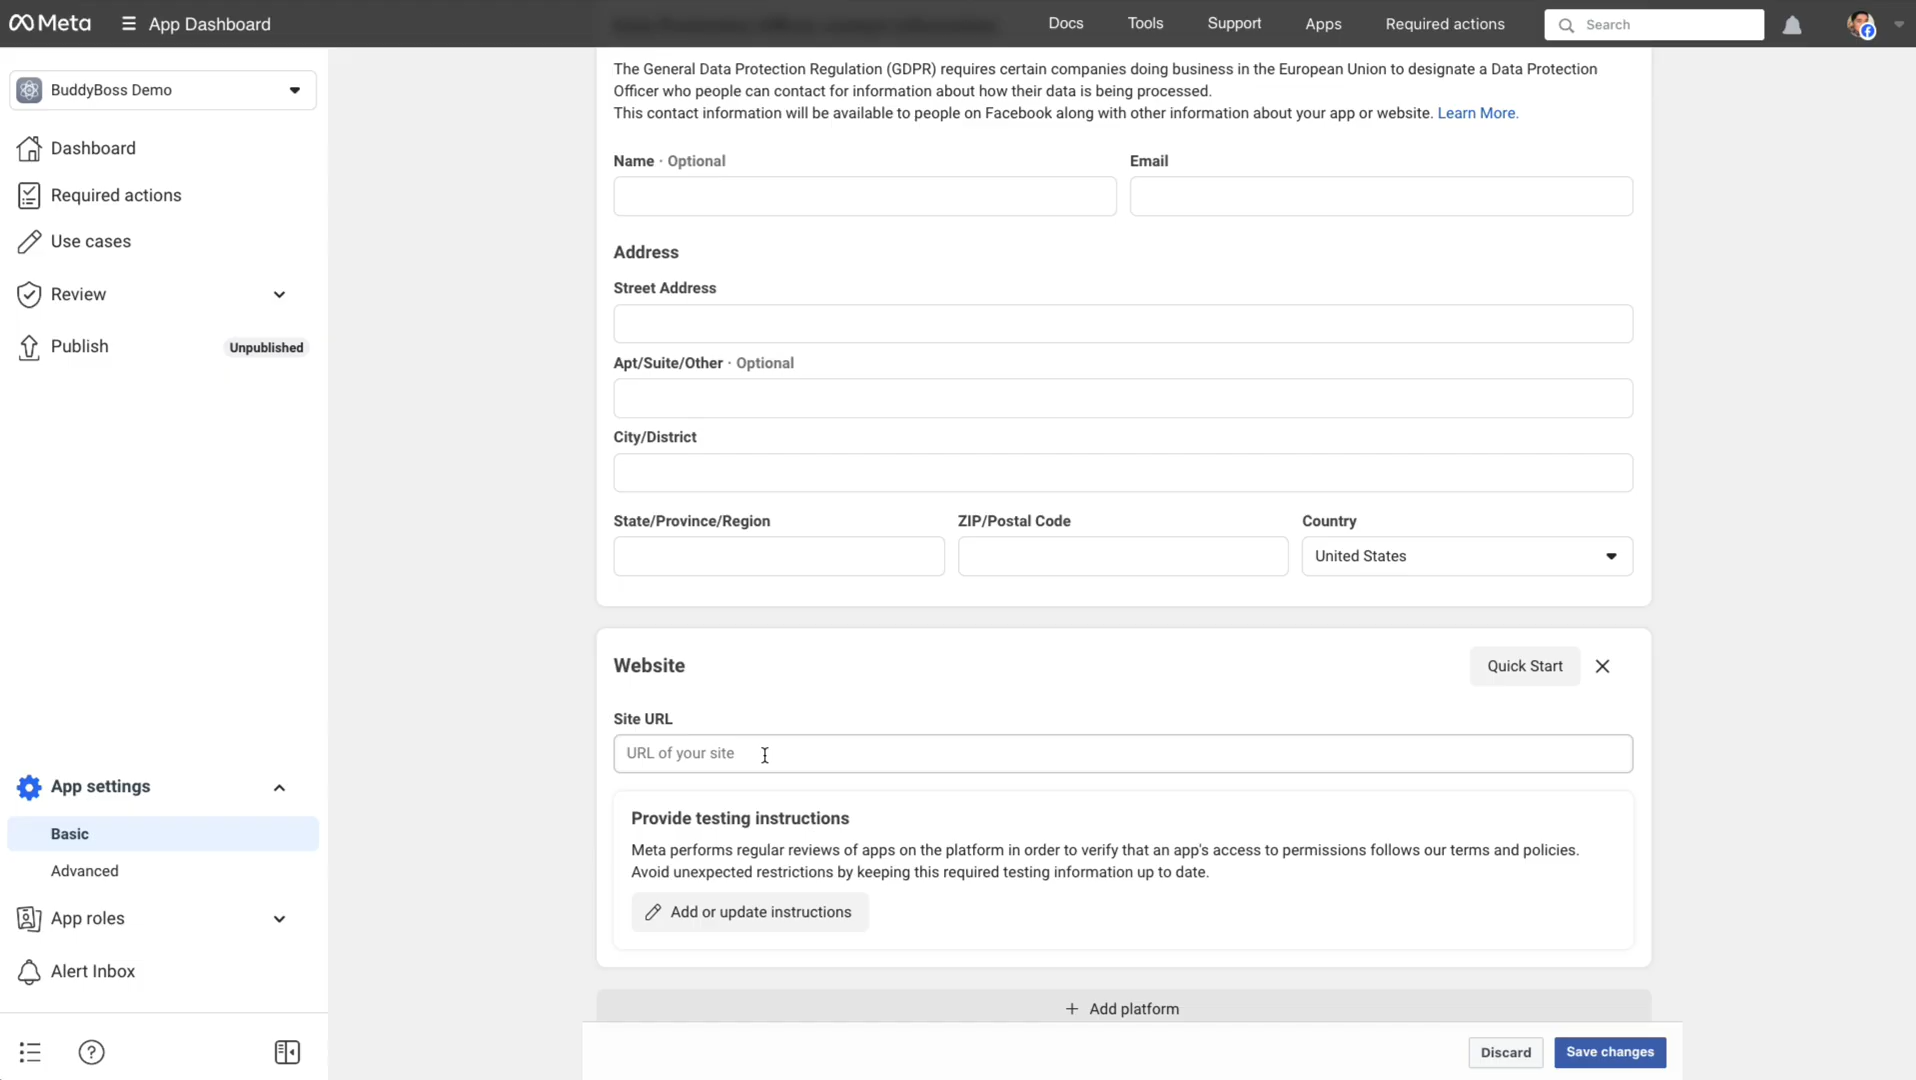 Meta
App Dashboard
Docs
Tools
Support
Apps
Required actions
Search
BuddyBoss Demo
Dashboard
Required actions
Use cases
Review
Publish
Unpublished
App settings
Basic
Advanced
App roles
Alert Inbox
The General Data Protection Regulation (GDPR) requires certain companies doing business in the European Union to designate a Data Protection
Officer who people can contact for information about how their data is being processed.
This contact information will be available to people on Facebook along with other information about your app or website. Learn More.
Name · Optional
Email
Address
Street Address
Apt/Suite/Other · Optional
City/District
State/Province/Region
ZIP/Postal Code
Country
United States
Website
Quick Start
Site URL
URL of your site
Provide testing instructions
Meta performs regular reviews of apps on the platform in order to verify that an app's access to permissions follows our terms and policies.
Avoid unexpected restrictions by keeping this required testing information up to date.
Add or update instructions
+ Add platform
Discard
Save changes